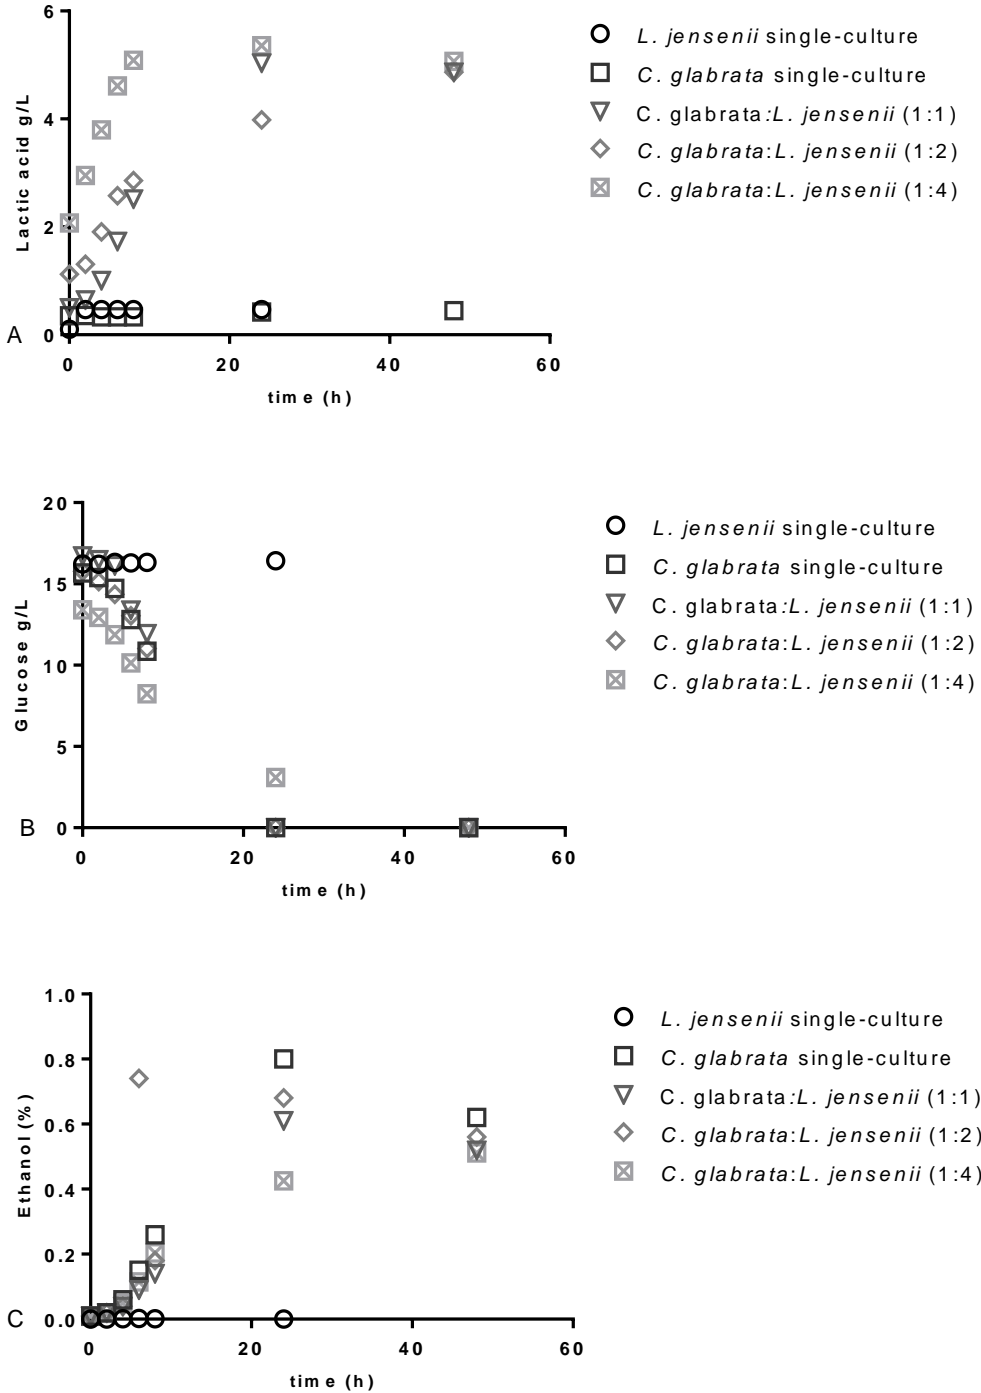 6
4
2
0
Lactic acid g/L
A
0 20 40 60
time (h)
L. jensenii single-culture
C. glabrata single-culture
C. glabrata:L. jensenii (1:1)
C. glabrata:L. jensenii (1:2)
C. glabrata:L. jensenii (1:4)
20
15
10
5
0
Glucose g/L
B
0 20 40 60
time (h)
L. jensenii single-culture
C. glabrata single-culture
C. glabrata:L. jensenii (1:1)
C. glabrata:L. jensenii (1:2)
C. glabrata:L. jensenii (1:4)
1.0
0.8
0.6
0.4
0.2
0.0
Ethanol (%)
C
0 20 40 60
time (h)
L. jensenii single-culture
C. glabrata single-culture
C. glabrata:L. jensenii (1:1)
C. glabrata:L. jensenii (1:2)
C. glabrata:L. jensenii (1:4)